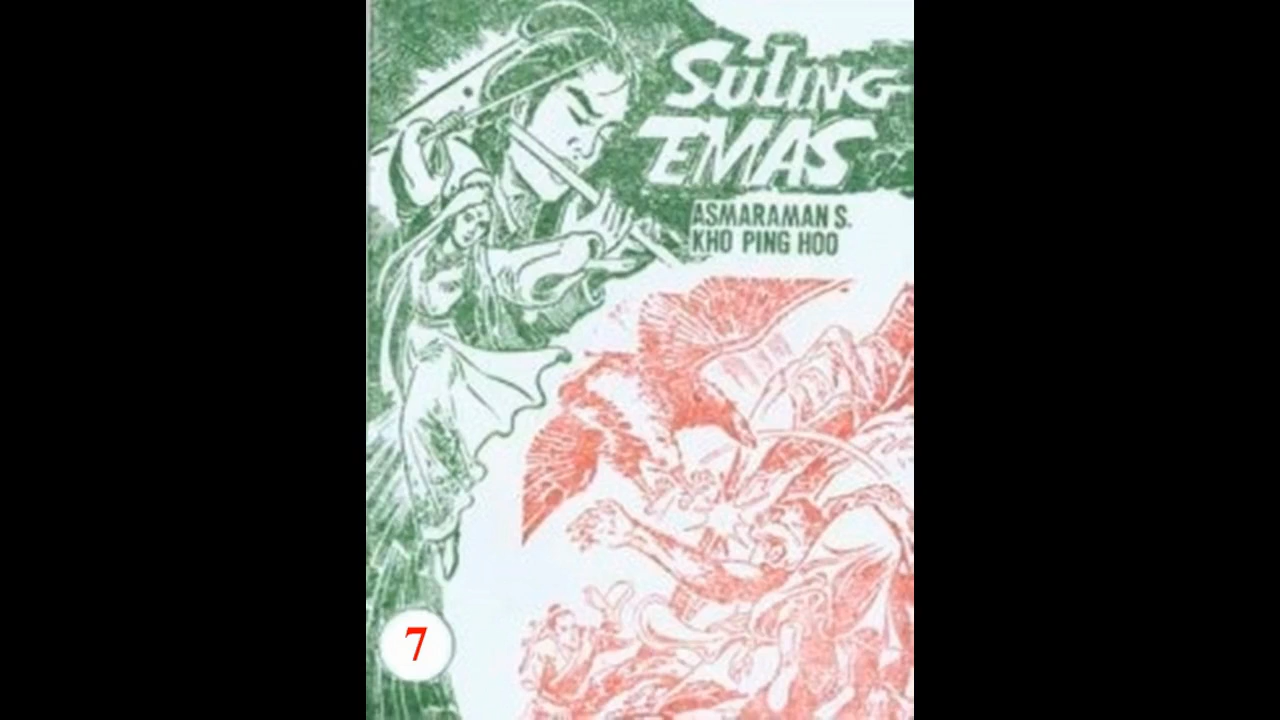 SULING
EMAS
ASMARAMAN S.
KHO PING HOO
7